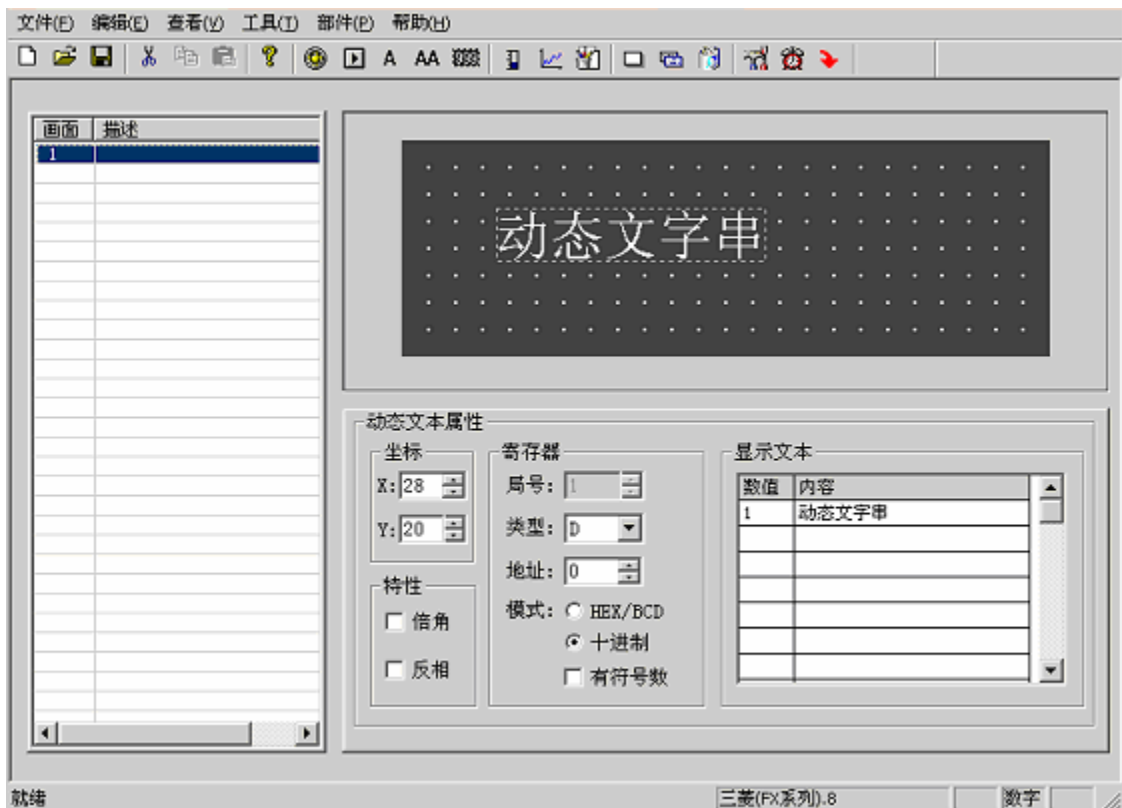 文件(F) 编辑(E) 查看(V) 工具(T) 部件(P) 帮助(H)
A AA
画面 描述
1
动态文字串
动态文本属性
坐标
X: 28
Y: 20
特性
倍角
反相
寄存器
局号: 1
类型: D
地址: 0
模式: HEX/BCD
十进制
有符号数
显示文本
数值 内容
1 动态文字串
就绪 三菱(FX系列).8 数字